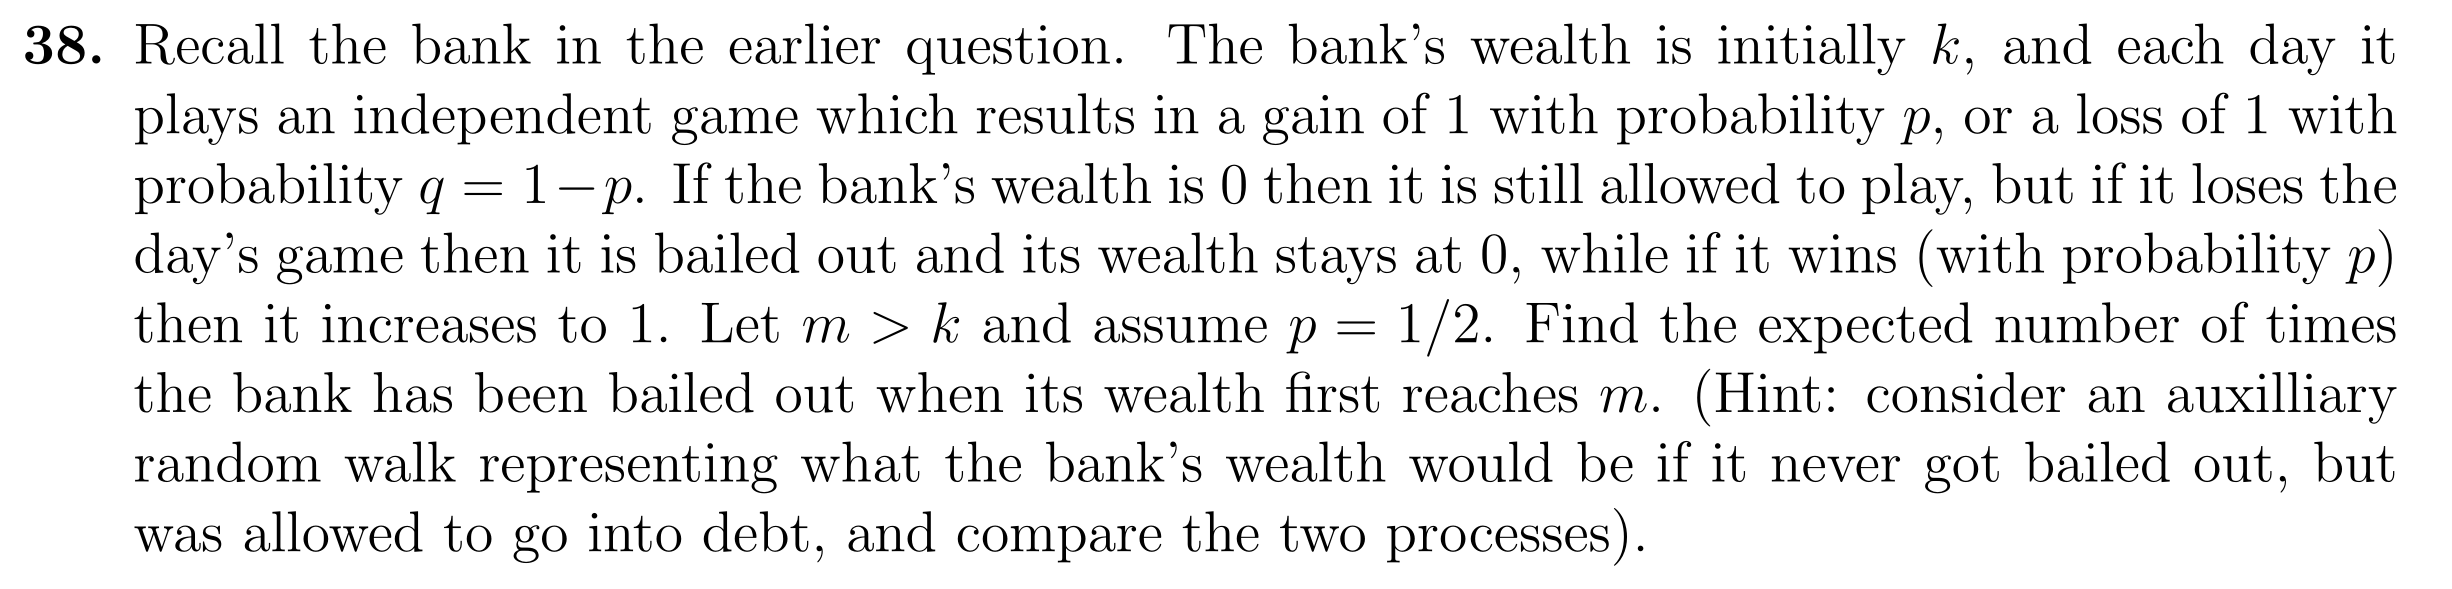 38. Recall the bank in the earlier question. The bank's wealth is initially k, and each day it
plays an independent game which results in a gain of 1 with probability p, or a loss of 1 with
probability q = 1−p. If the bank's wealth is 0 then it is still allowed to play, but if it loses the
day's game then it is bailed out and its wealth stays at 0, while if it wins (with probability p)
then it increases to 1. Let m > k and assume p = 1/2. Find the expected number of times
the bank has been bailed out when its wealth first reaches m. (Hint: consider an auxilliary
random walk representing what the bank's wealth would be if it never got bailed out, but
was allowed to go into debt, and compare the two processes).